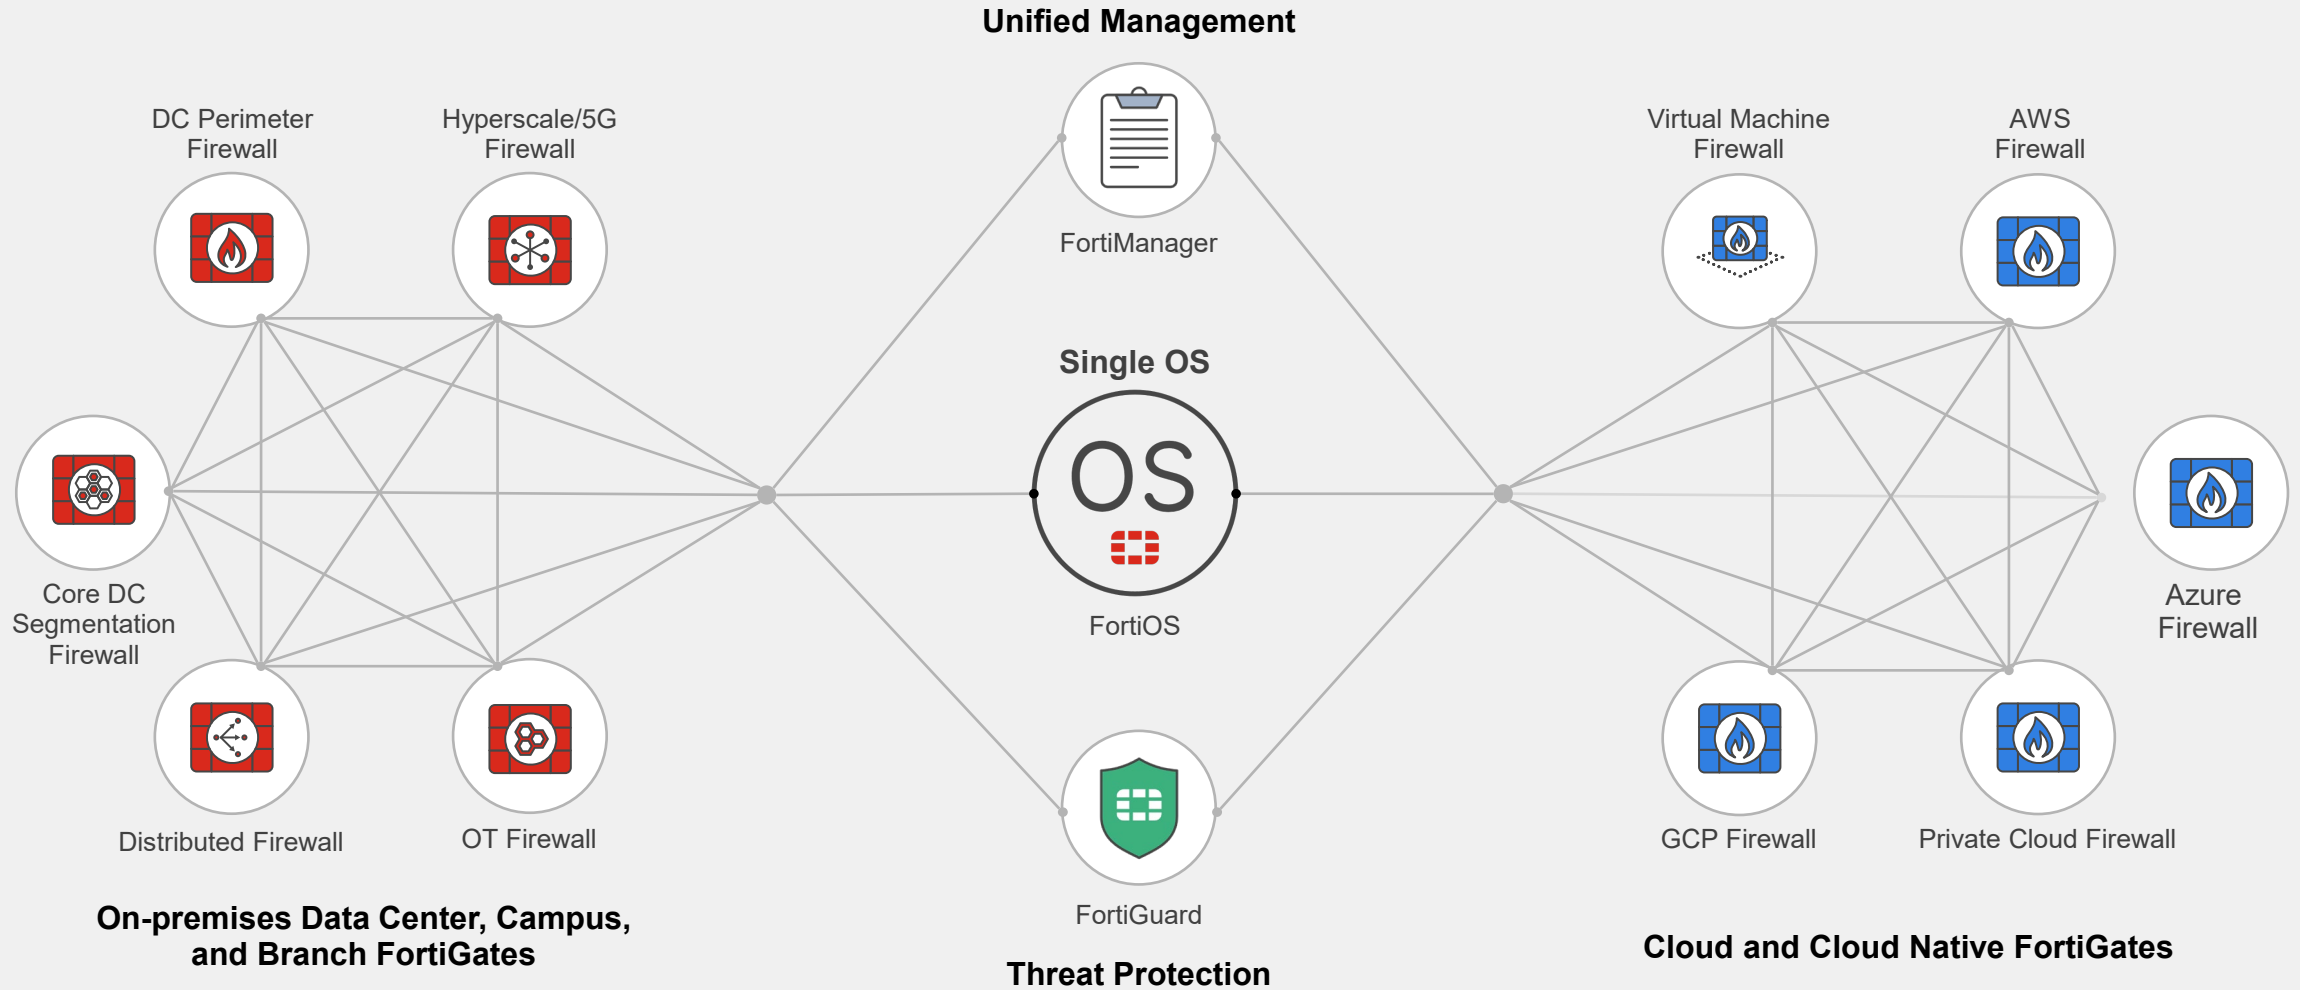 Unified Management
DC Perimeter
Firewall
Hyperscale/5G
Firewall
Virtual Machine
Firewall
AWS
Firewall
FortiManager
Single OS
OS
FortiOS
Core DC
Segmentation
Firewall
Azure
Firewall
Distributed Firewall
OT Firewall
GCP Firewall
Private Cloud Firewall
FortiGuard
On-premises Data Center, Campus,
and Branch FortiGates
Threat Protection
Cloud and Cloud Native FortiGates